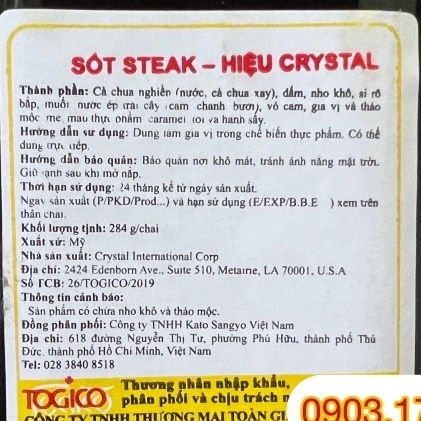 SỐT STEAK – HIỆU CRYSTAL
Thành phần: Cà chua nghiền (nước, cà chua xay), dấm, nho khô, si rô
bắp, muối nước ép trái cây (cam chanh bưởi), vỏ cam, gia vị và thảo
mộc me, màu thực phẩm caramel tỏi và hành sấy.
Hướng dẫn sử dụng: Dùng làm gia vị trong chế biến thực phẩm. Có thể
dùng trực tiếp.
Hướng dẫn bảo quản: Bảo quản nơi khô mát, tránh ánh nắng mặt trời.
Giữ lạnh sau khi mở nắp.
Thời hạn sử dụng: 24 tháng kể từ ngày sản xuất.
Ngày sản xuất (P/PKD/Prod...) và hạn sử dụng (E/EXP/B.B.E ) xem trên
thân chai.
Khối lượng tịnh: 284 g/chai
Xuất xứ: Mỹ
Nhà sản xuất: Crystal International Corp
Địa chỉ: 2424 Edenborn Ave., Suite 510, Metairie, LA 70001, U.S.A
Số TCB: 26/TOGICO/2019
Thông tin cảnh báo:
Sản phẩm có chứa nho khô và thảo mộc.
Đồng phân phối: Công ty TNHH Kato Sangyo Việt Nam
Địa chỉ: 618 đường Nguyễn Thị Tư, phường Phú Hữu, thành phố Thủ
Đức, thành phố Hồ Chí Minh, Việt Nam
Tel: 028 3840 8518
TOGICO Thương nhân nhập khẩu,
phân phối và chịu trách
CÔNG TY TNHH THƯƠNG MẠI TOÀN
0903.17